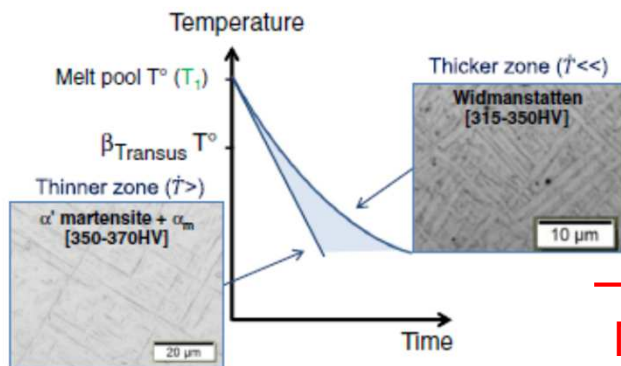 Temperature
Melt pool T° (T₁)
Thicker zone (Ṫ<<)
Widmanstatten
[315-350HV]
10 µm
βTransus T°
Thinner zone (Ṫ>)
α' martensite + αm
[350-370HV]
20 µm
Time